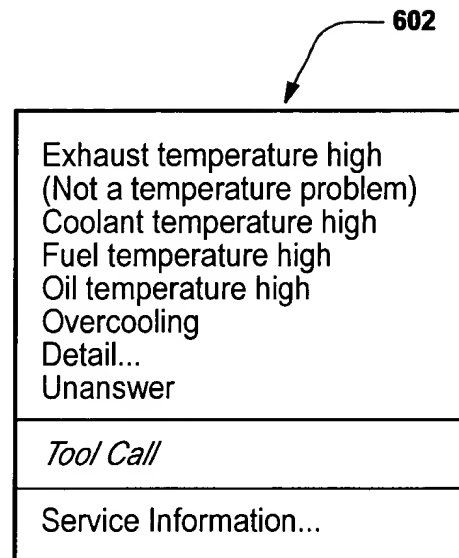 602
Exhaust temperature high
(Not a temperature problem)
Coolant temperature high
Fuel temperature high
Oil temperature high
Overcooling
Detail...
Unanswer
Tool Call
Service Information...